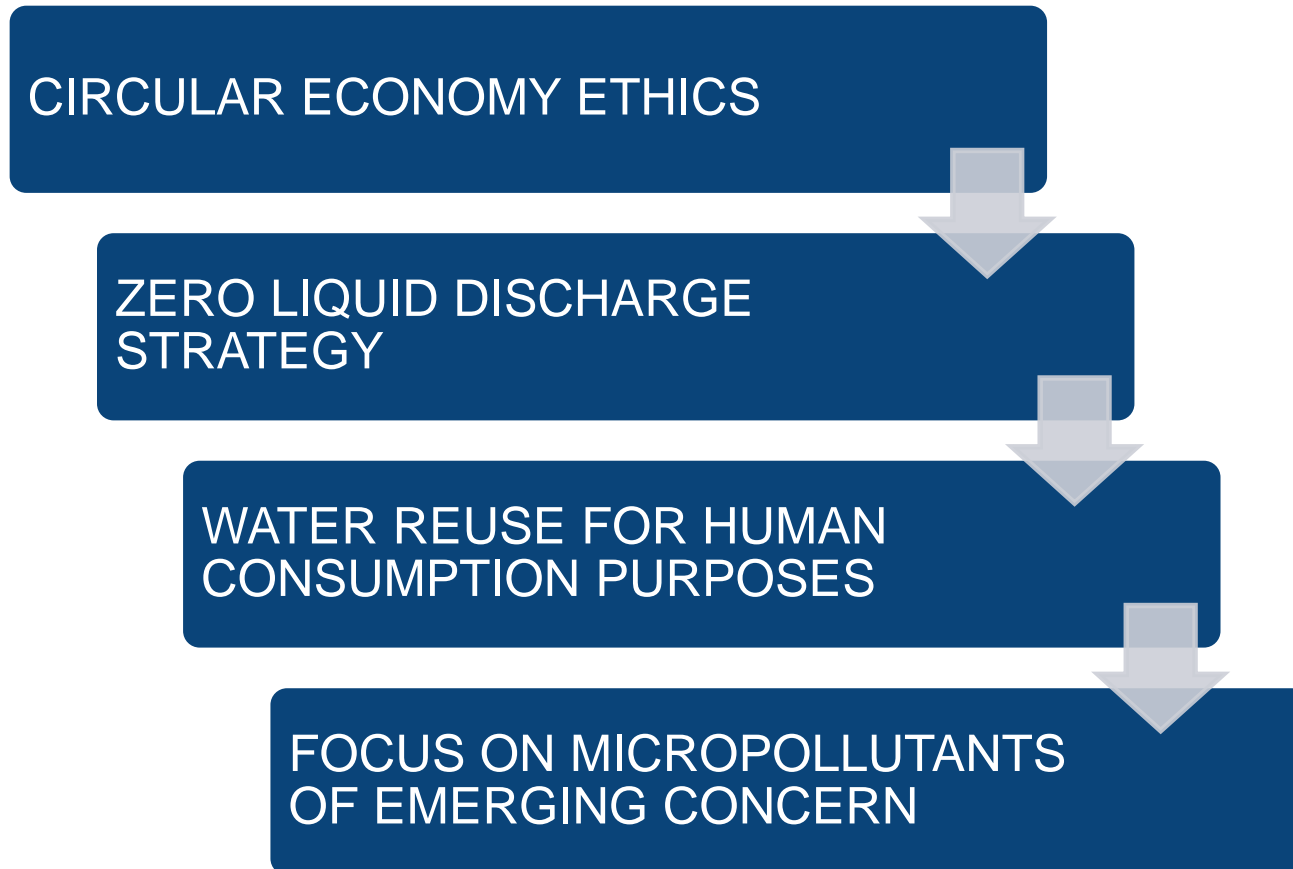 CIRCULAR ECONOMY ETHICS
ZERO LIQUID DISCHARGE
STRATEGY
WATER REUSE FOR HUMAN
CONSUMPTION PURPOSES
FOCUS ON MICROPOLLUTANTS
OF EMERGING CONCERN